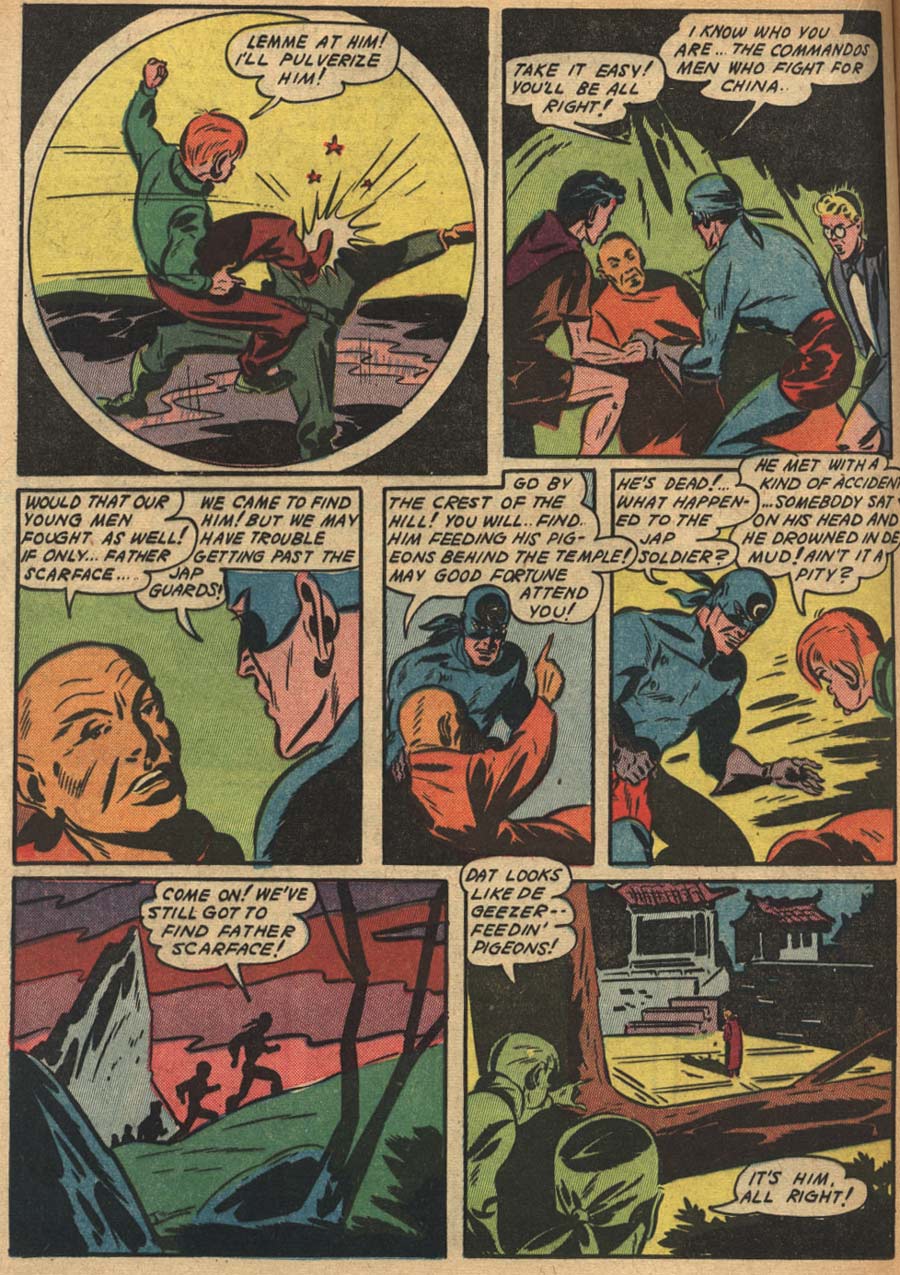 LEMME AT HIM!
I'LL PULVERIZE
HIM!
TAKE IT EASY!
YOU'LL BE ALL
RIGHT!
I KNOW WHO YOU
ARE... THE COMMANDOS
MEN WHO FIGHT FOR
CHINA..
WOULD THAT OUR
YOUNG MEN
FOUGHT AS WELL!
IF ONLY... FATHER
SCARFACE....
WE CAME TO FIND
HIM! BUT WE MAY
HAVE TROUBLE
GETTING PAST THE
JAP
GUARDS!
GO BY
THE CREST OF THE
HILL! YOU WILL.. FIND..
HIM FEEDING HIS PIG-
EONS BEHIND THE TEMPLE!
MAY GOOD FORTUNE
ATTEND
YOU!
HE'S DEAD!...
WHAT HAPPEN-
ED TO THE
JAP
SOLDIER?
HE MET WITH A
KIND OF ACCIDENT
...SOMEBODY SAT
ON HIS HEAD AND
HE DROWNED IN DE
MUD! AIN'T IT A
PITY?
COME ON! WE'VE
STILL GOT TO
FIND FATHER
SCARFACE!
DAT LOOKS
LIKE DE
GEEZER--
FEEDIN'
PIGEONS!
IT'S HIM,
ALL RIGHT!